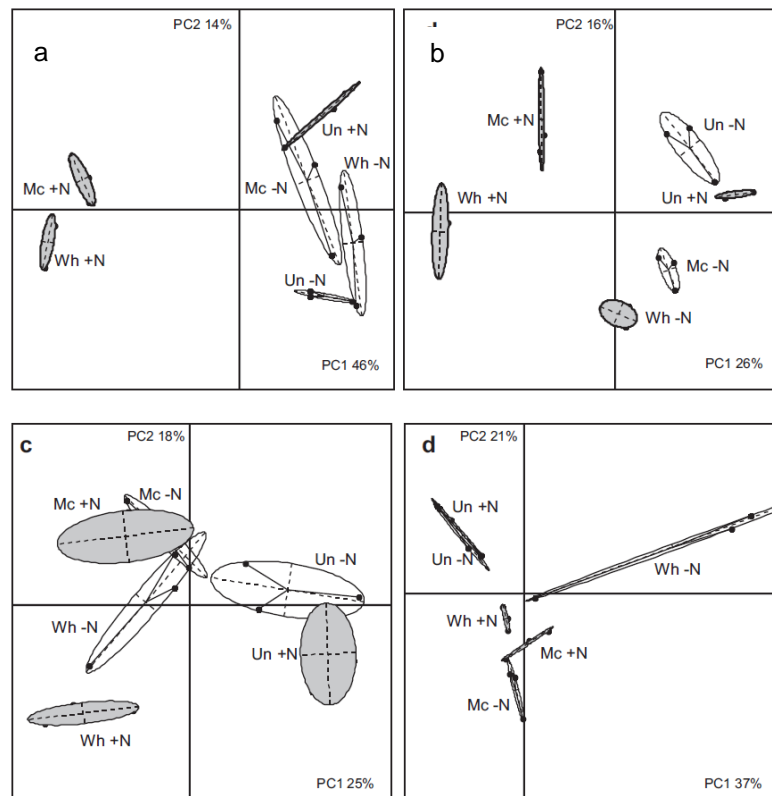 PC2 14%
a
Un +N
Wh -N
Mc +N
Mc -N
Wh +N
Un -N
PC1 46%
PC2 16%
b
Mc +N
Un -N
Un +N
Wh +N
Mc -N
Wh -N
PC1 26%
PC2 18%
c
Mc +N
Mc -N
Un -N
Wh -N
Un +N
Wh +N
PC1 25%
PC2 21%
d
Un +N
Un -N
Wh -N
Wh +N
Mc +N
Mc -N
PC1 37%